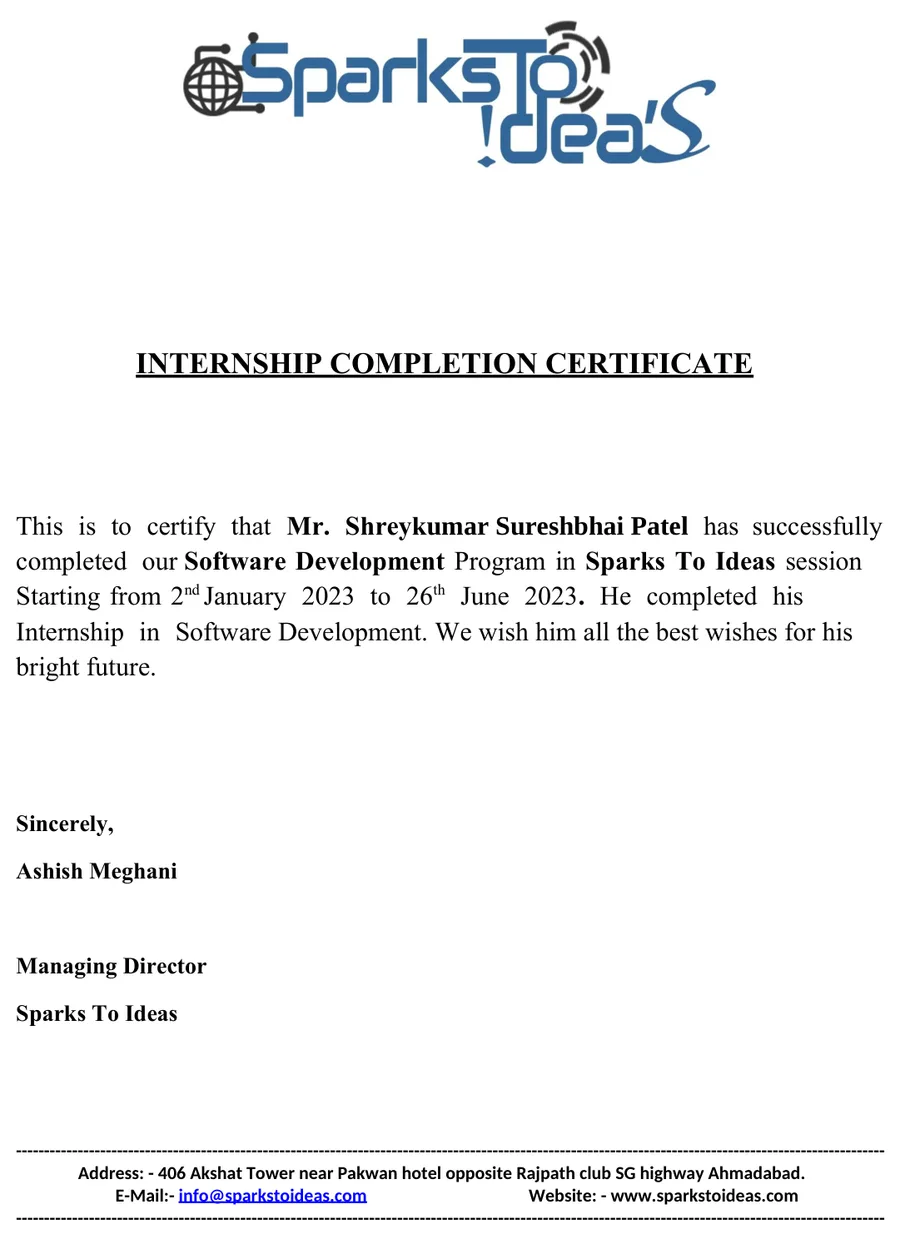 SparksTo
!dea'S
INTERNSHIP COMPLETION CERTIFICATE
This is to certify that Mr. Shreykumar Sureshbhai Patel has successfully
completed our Software Development Program in Sparks To Ideas session
Starting from 2nd January 2023 to 26th June 2023. He completed his
Internship in Software Development. We wish him all the best wishes for his
bright future.
Sincerely,
Ashish Meghani
Managing Director
Sparks To Ideas
Address: - 406 Akshat Tower near Pakwan hotel opposite Rajpath club SG highway Ahmadabad.
E-Mail:- info@sparkstoideas.com Website: - www.sparkstoideas.com